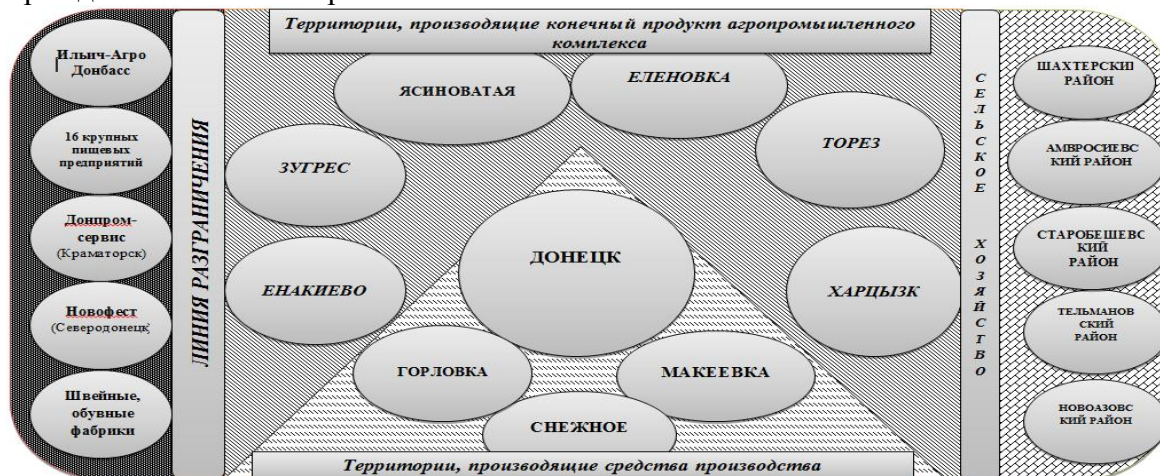 Территории, производящие конечный продукт агропромышленного
комплекса
Ильич-Агро
Донбасс
16 крупных
пищевых
предприятий
Донпром-
сервис
(Краматорск)
Новофест
(Северодонецк)
Швейные,
обувные
фабрики
ЛИНИЯ РАЗГРАНИЧЕНИЯ
ЯСИНОВАТАЯ
ЕЛЕНОВКА
ЗУГРЕС
ТОРЕЗ
ЕНАКИЕВО
ДОНЕЦК
ХАРЦЫЗК
ГОРЛОВКА
МАКЕЕВКА
СНЕЖНОЕ
СЕЛЬСКОЕ ХОЗЯЙСТВО
ШАХТЕРСКИЙ
РАЙОН
АМВРОСИЕВ
СКИЙ РАЙОН
СТАРОБЕШЕВС
КИЙ
РАЙОН
ТЕЛЬМАНОВ
СКИЙ
РАЙОН
НОВОАЗОВС
КИЙ РАЙОН
Территории, производящие средства производства